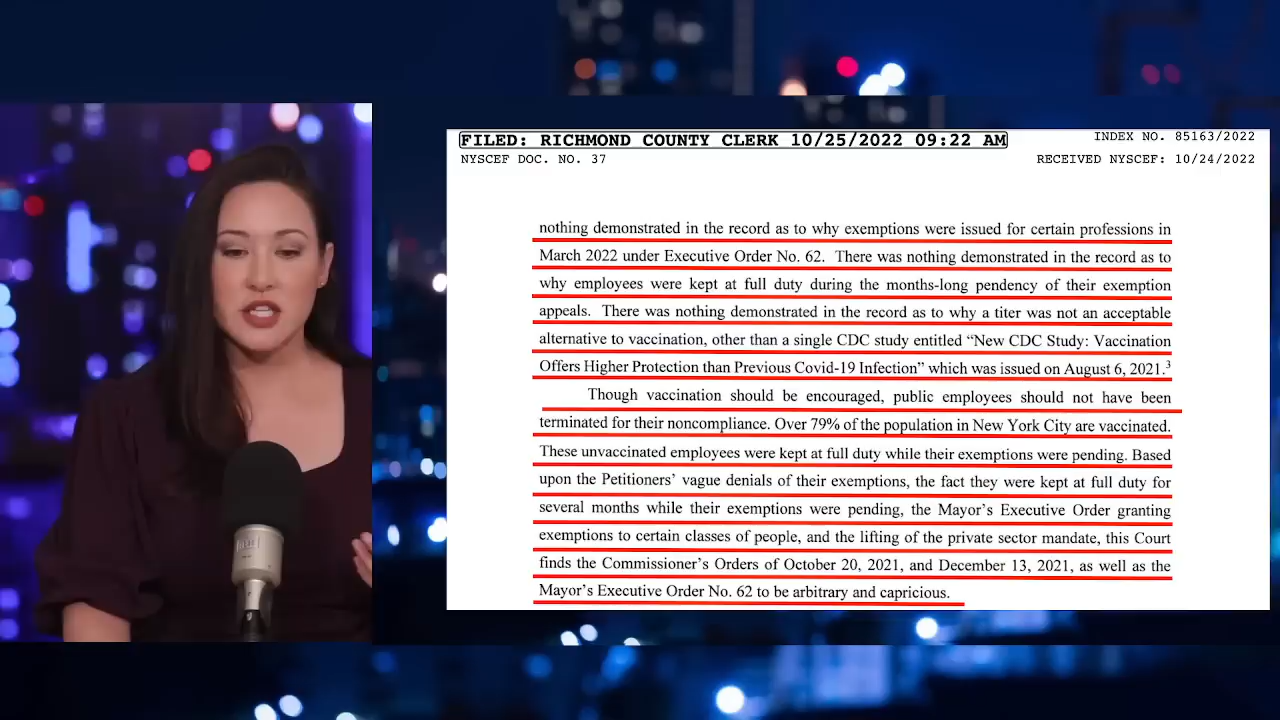 FILED: RICHMOND COUNTY CLERK 10/25/2022 09:22 AM
INDEX NO. 85163/2022
NYSCEF DOC. NO. 37
RECEIVED NYSCEF: 10/24/2022
nothing demonstrated in the record as to why exemptions were issued for certain professions in
March 2022 under Executive Order No. 62. There was nothing demonstrated in the record as to
why employees were kept at full duty during the months-long pendency of their exemption
appeals. There was nothing demonstrated in the record as to why a titer was not an acceptable
alternative to vaccination, other than a single CDC study entitled “New CDC Study: Vaccination
Offers Higher Protection than Previous Covid-19 Infection” which was issued on August 6, 2021.³
Though vaccination should be encouraged, public employees should not have been
terminated for their noncompliance. Over 79% of the population in New York City are vaccinated.
These unvaccinated employees were kept at full duty while their exemptions were pending. Based
upon the Petitioners’ vague denials of their exemptions, the fact they were kept at full duty for
several months while their exemptions were pending, the Mayor’s Executive Order granting
exemptions to certain classes of people, and the lifting of the private sector mandate, this Court
finds the Commissioner’s Orders of October 20, 2021, and December 13, 2021, as well as the
Mayor’s Executive Order No. 62 to be arbitrary and capricious.